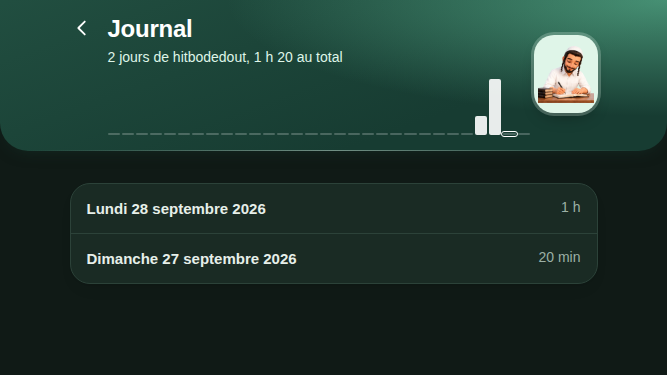 Journal
2 jours de hitbodedout, 1 h 20 au total
Lundi 28 septembre 2026 1 h
Dimanche 27 septembre 2026 20 min